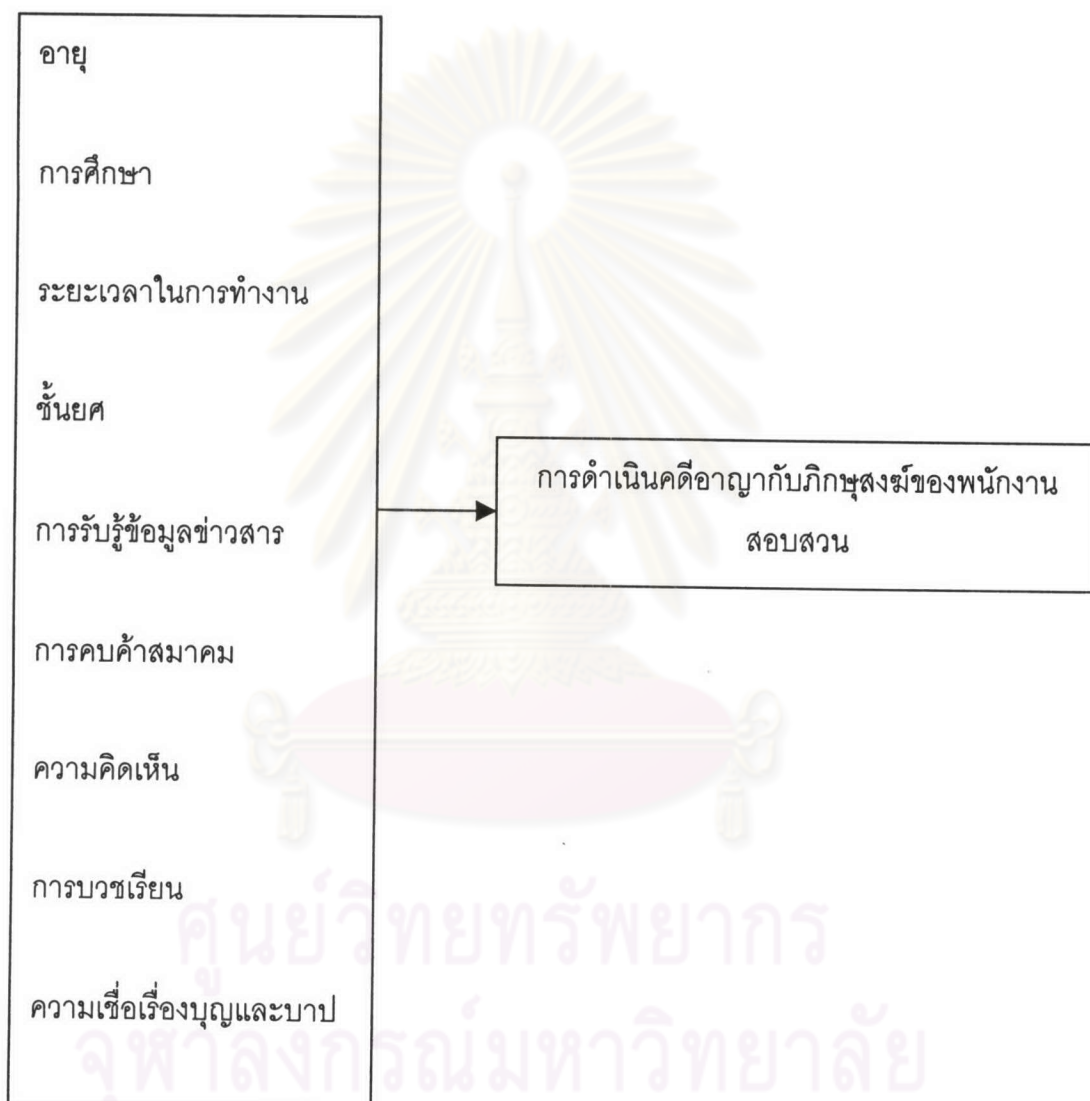 อายุ
การศึกษา
ระยะเวลาในการทำงาน
ชั้นยศ
การรับรู้ข้อมูลข่าวสาร
การคบค้าสมาคม
ความคิดเห็น
การบวชเรียน
ความเชื่อเรื่องบุญและบาป
การดำเนินคดีอาญากับภิกษุสงฆ์ของพนักงาน
สอบสวน
ศูนย์วิทยทรัพยากร
จุฬาลงกรณ์มหาวิทยาลัย